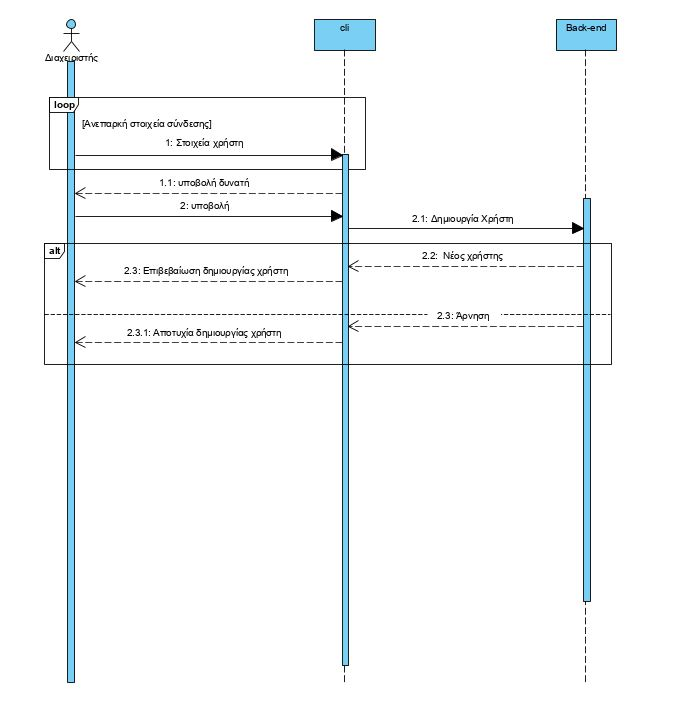 cli
Back-end
Διαχειριστής
loop
[Ανεπαρκή στοιχεία σύνδεσης]
1: Στοιχεία χρήστη
1.1: υποβολή δυνατή
2: υποβολή
2.1: Δημιουργία Χρήστη
alt
2.2: Νέος χρήστης
2.3: Επιβεβαίωση δημιουργίας χρήστη
2.3: Άρνηση
2.3.1: Αποτυχία δημιουργίας χρήστη